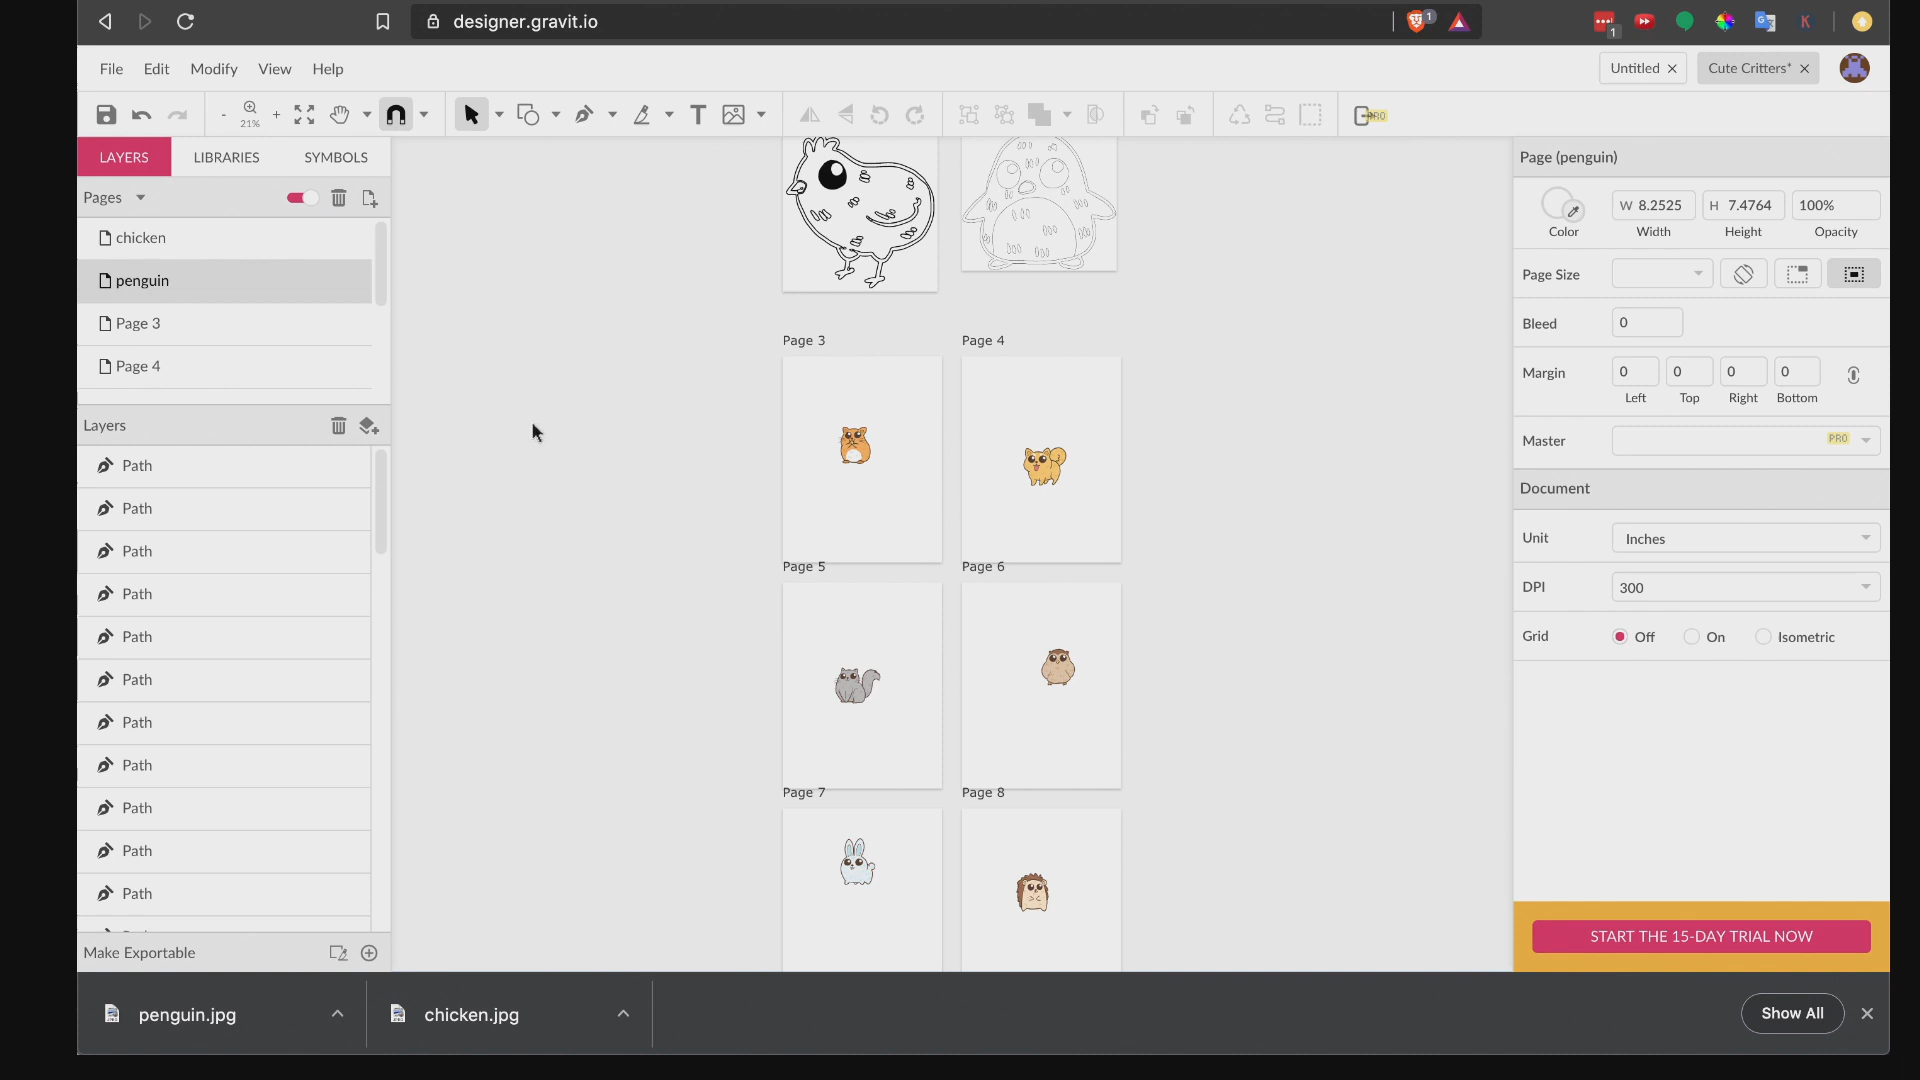 designer.gravit.io
1
1
File Edit Modify View Help
Untitled Cute Critters*
- 21% + T PRO
LAYERS LIBRARIES SYMBOLS
Pages
chicken
penguin
Page 3
Page 4
Layers
Path
Path
Path
Path
Path
Path
Path
Path
Path
Path
Path
Make Exportable
Page 3 Page 4
Page 5 Page 6
Page 7 Page 8
Page (penguin)
W 8.2525 H 7.4764 100%
Color Width Height Opacity
Page Size
Bleed 0
Margin 0 0 0 0
Left Top Right Bottom
Master PRO
Document
Unit Inches
DPI 300
Grid Off On Isometric
START THE 15-DAY TRIAL NOW
penguin.jpg chicken.jpg Show All